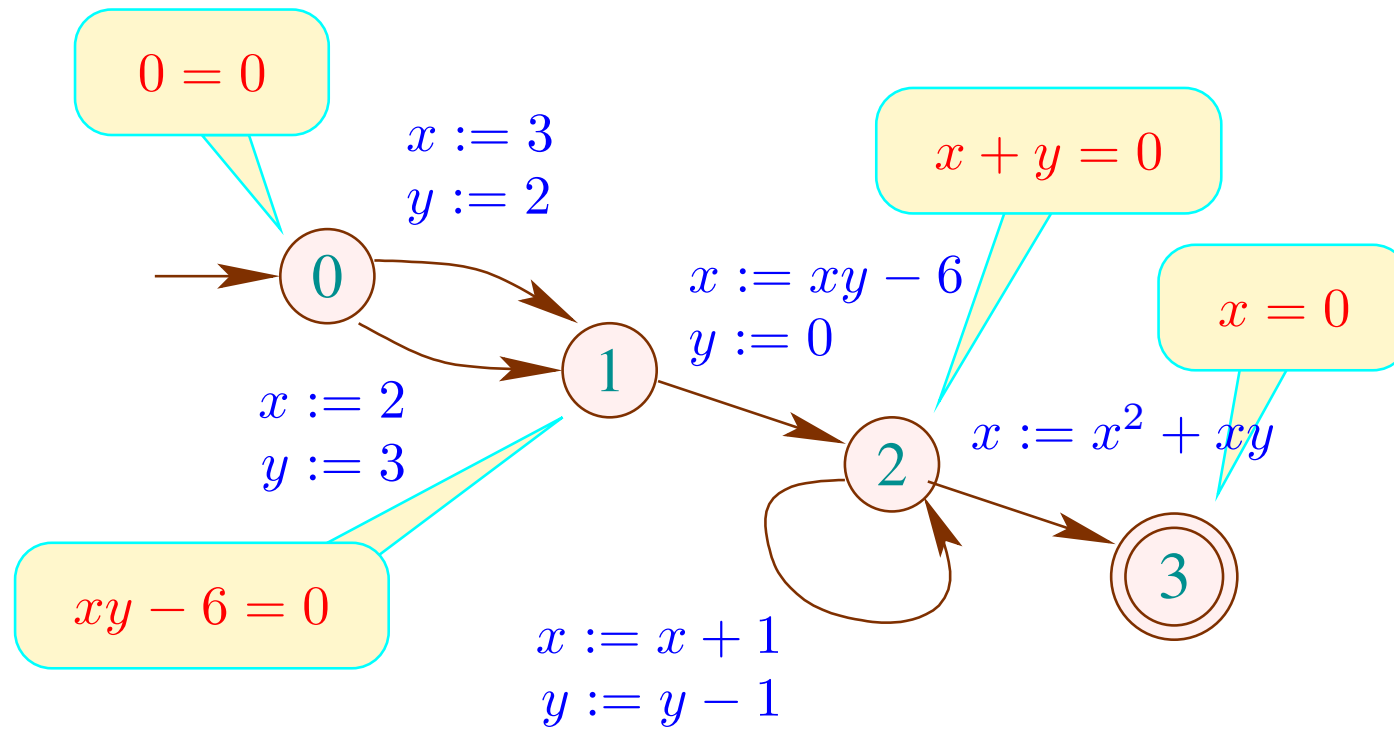 0 = 0
x := 3
y := 2
x + y = 0
0
x := xy − 6
y := 0
x = 0
1
x := 2
y := 3
2
x := x² + xy
3
xy − 6 = 0
x := x + 1
y := y − 1